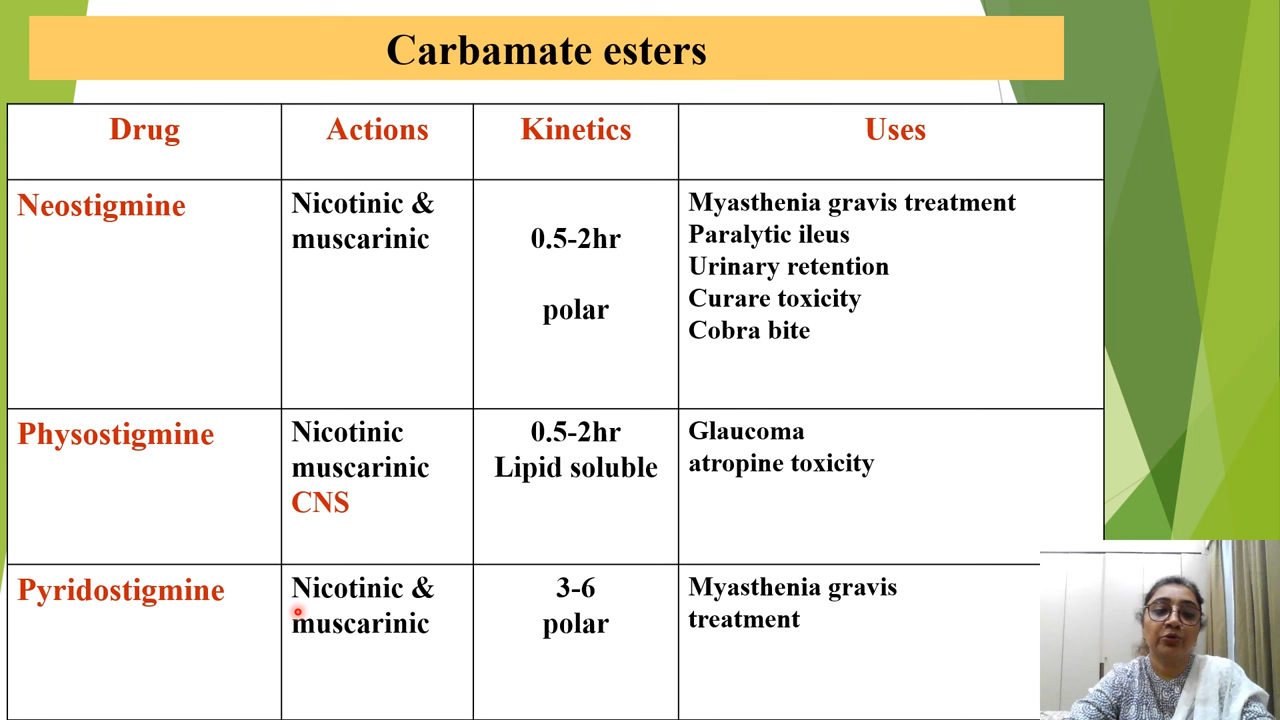 Carbamate esters
Drug
Actions
Kinetics
Uses
Neostigmine
Nicotinic &
muscarinic
0.5-2hr
polar
Myasthenia gravis treatment
Paralytic ileus
Urinary retention
Curare toxicity
Cobra bite
Physostigmine
Nicotinic
muscarinic
CNS
0.5-2hr
Lipid soluble
Glaucoma
atropine toxicity
Pyridostigmine
Nicotinic &
muscarinic
3-6
polar
Myasthenia gravis
treatment